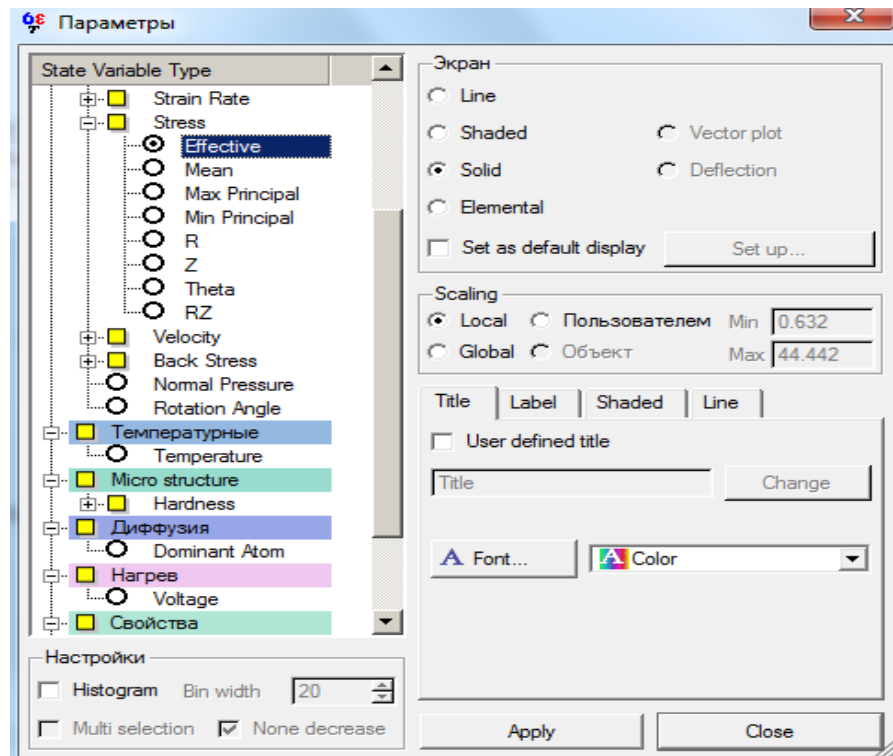 Параметры
State Variable Type
Strain Rate
Stress
Effective
Mean
Max Principal
Min Principal
R
Z
Theta
RZ
Velocity
Back Stress
Normal Pressure
Rotation Angle
Температурные
Temperature
Micro structure
Hardness
Диффузия
Dominant Atom
Нагрев
Voltage
Свойства
Настройки
Histogram Bin width 20
Multi selection None decrease
Экран
Line
Shaded Vector plot
Solid Deflection
Elemental
Set as default display Set up...
Scaling
Local Пользователем Min 0.632
Global Объект Max 44.442
Title Label Shaded Line
User defined title
Title Change
A Font... A Color
Apply Close